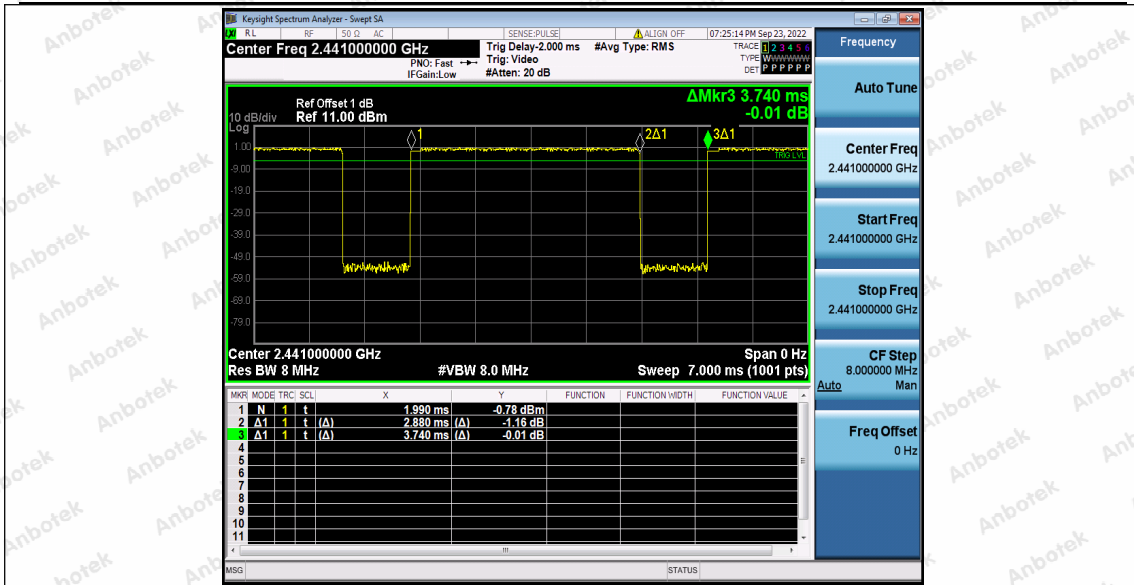 Keysight Spectrum Analyzer - Swept SA
RL RF 50 Ω AC SENSE:PULSE ALIGN OFF 07:25:14 PM Sep 23, 2022
Center Freq 2.441000000 GHz
PNO: Fast
IFGain:Low
Trig Delay-2.000 ms
Trig: Video
#Atten: 20 dB
#Avg Type: RMS
TRACE 1 2 3 4 5 6
TYPE WWWWWW
DET P P P P P P
ΔMkr3 3.740 ms
-0.01 dB
Ref Offset 1 dB
10 dB/div Ref 11.00 dBm
Log
1 2Δ1 3Δ1
1.00
TRIG LVL
-9.00
-19.0
-29.0
-39.0
-49.0
-59.0
-69.0
-79.0
Center 2.441000000 GHz Span 0 Hz
Res BW 8 MHz #VBW 8.0 MHz Sweep 7.000 ms (1001 pts)
MKR MODE TRC SCL X Y FUNCTION FUNCTION WIDTH FUNCTION VALUE
1 N 1 t 1.990 ms -0.78 dBm
2 Δ1 1 t (Δ) 2.880 ms (Δ) -1.16 dB
3 Δ1 1 t (Δ) 3.740 ms (Δ) -0.01 dB
4
5
6
7
8
9
10
11
MSG STATUS
Frequency
Auto Tune
Center Freq
2.441000000 GHz
Start Freq
2.441000000 GHz
Stop Freq
2.441000000 GHz
CF Step
8.000000 MHz
Auto Man
Freq Offset
0 Hz
Anbotek